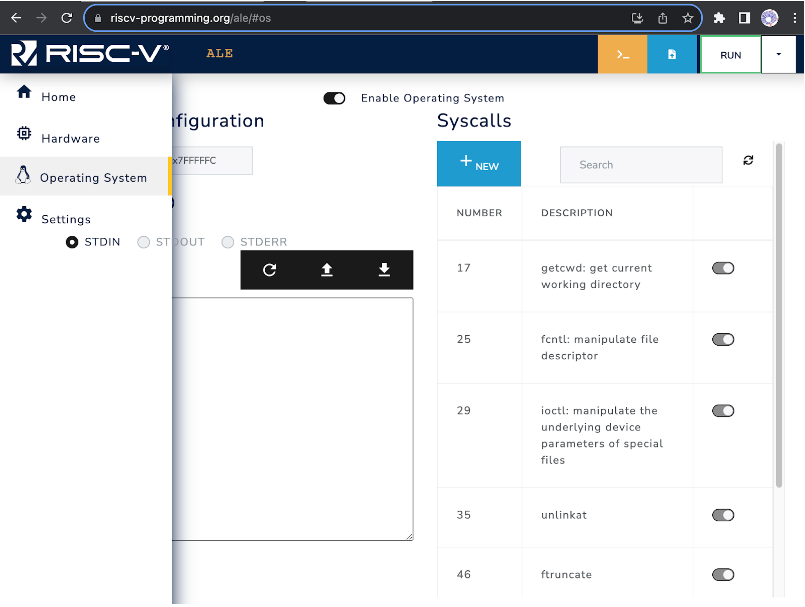 riscv-programming.org/ale/#os
RISC-V®
ALE
>_
RUN
Home
Hardware
Operating System
Settings
Enable Operating System
figuration
x7FFFFFC
STDIN
STDOUT
STDERR
Syscalls
+ NEW
Search
NUMBER
DESCRIPTION
17
getcwd: get current
working directory
25
fcntl: manipulate file
descriptor
29
ioctl: manipulate the
underlying device
parameters of special
files
35
unlinkat
46
ftruncate